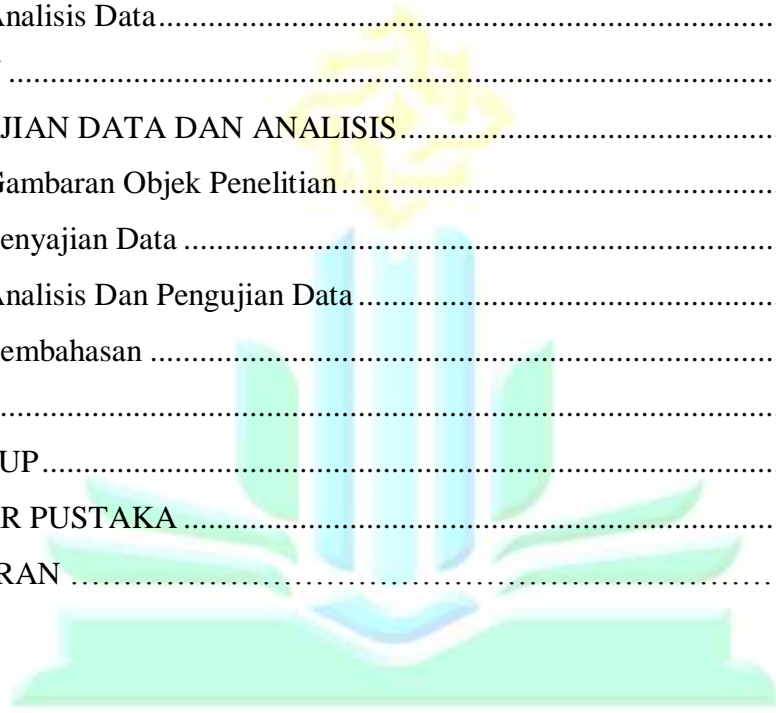 Analisis Data........................................................................
........................................................................
JIAN DATA DAN ANALISIS........................................................................
Gambaran Objek Penelitian........................................................................
enyajian Data........................................................................
Analisis Dan Pengujian Data........................................................................
embahasan........................................................................
........................................................................
UP........................................................................
R PUSTAKA........................................................................
RAN........................................................................